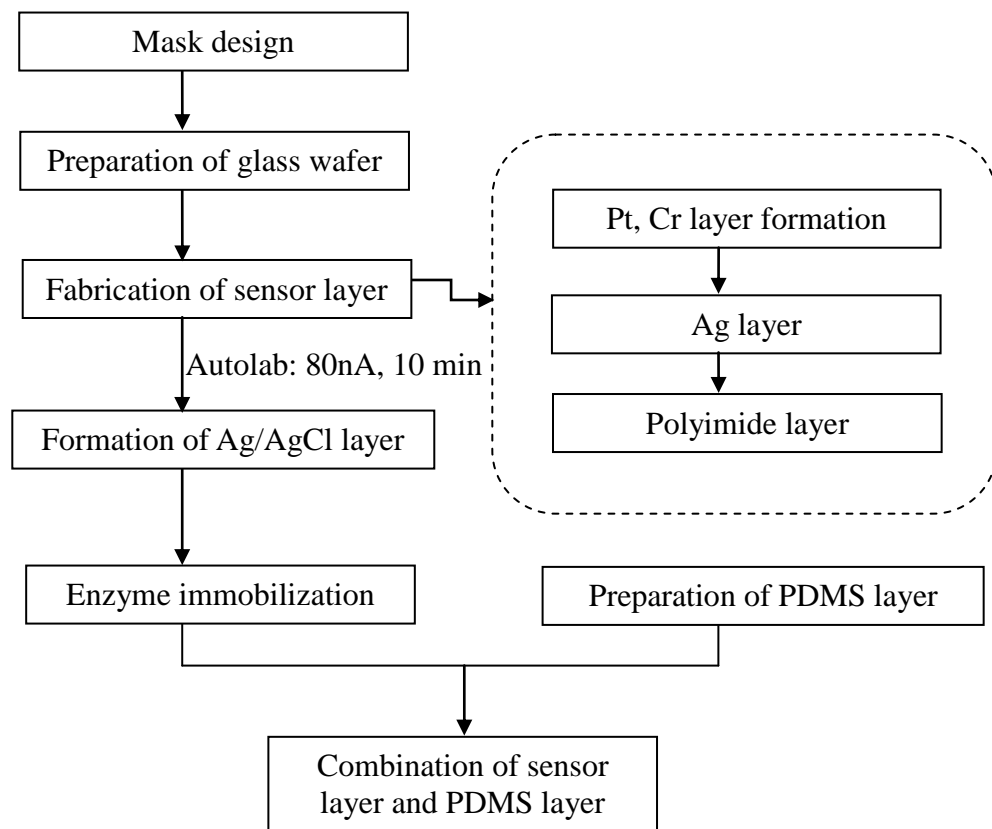 Mask design
Preparation of glass wafer
Fabrication of sensor layer
Autolab: 80nA, 10 min
Formation of Ag/AgCl layer
Enzyme immobilization
Pt, Cr layer formation
Ag layer
Polyimide layer
Preparation of PDMS layer
Combination of sensor
layer and PDMS layer